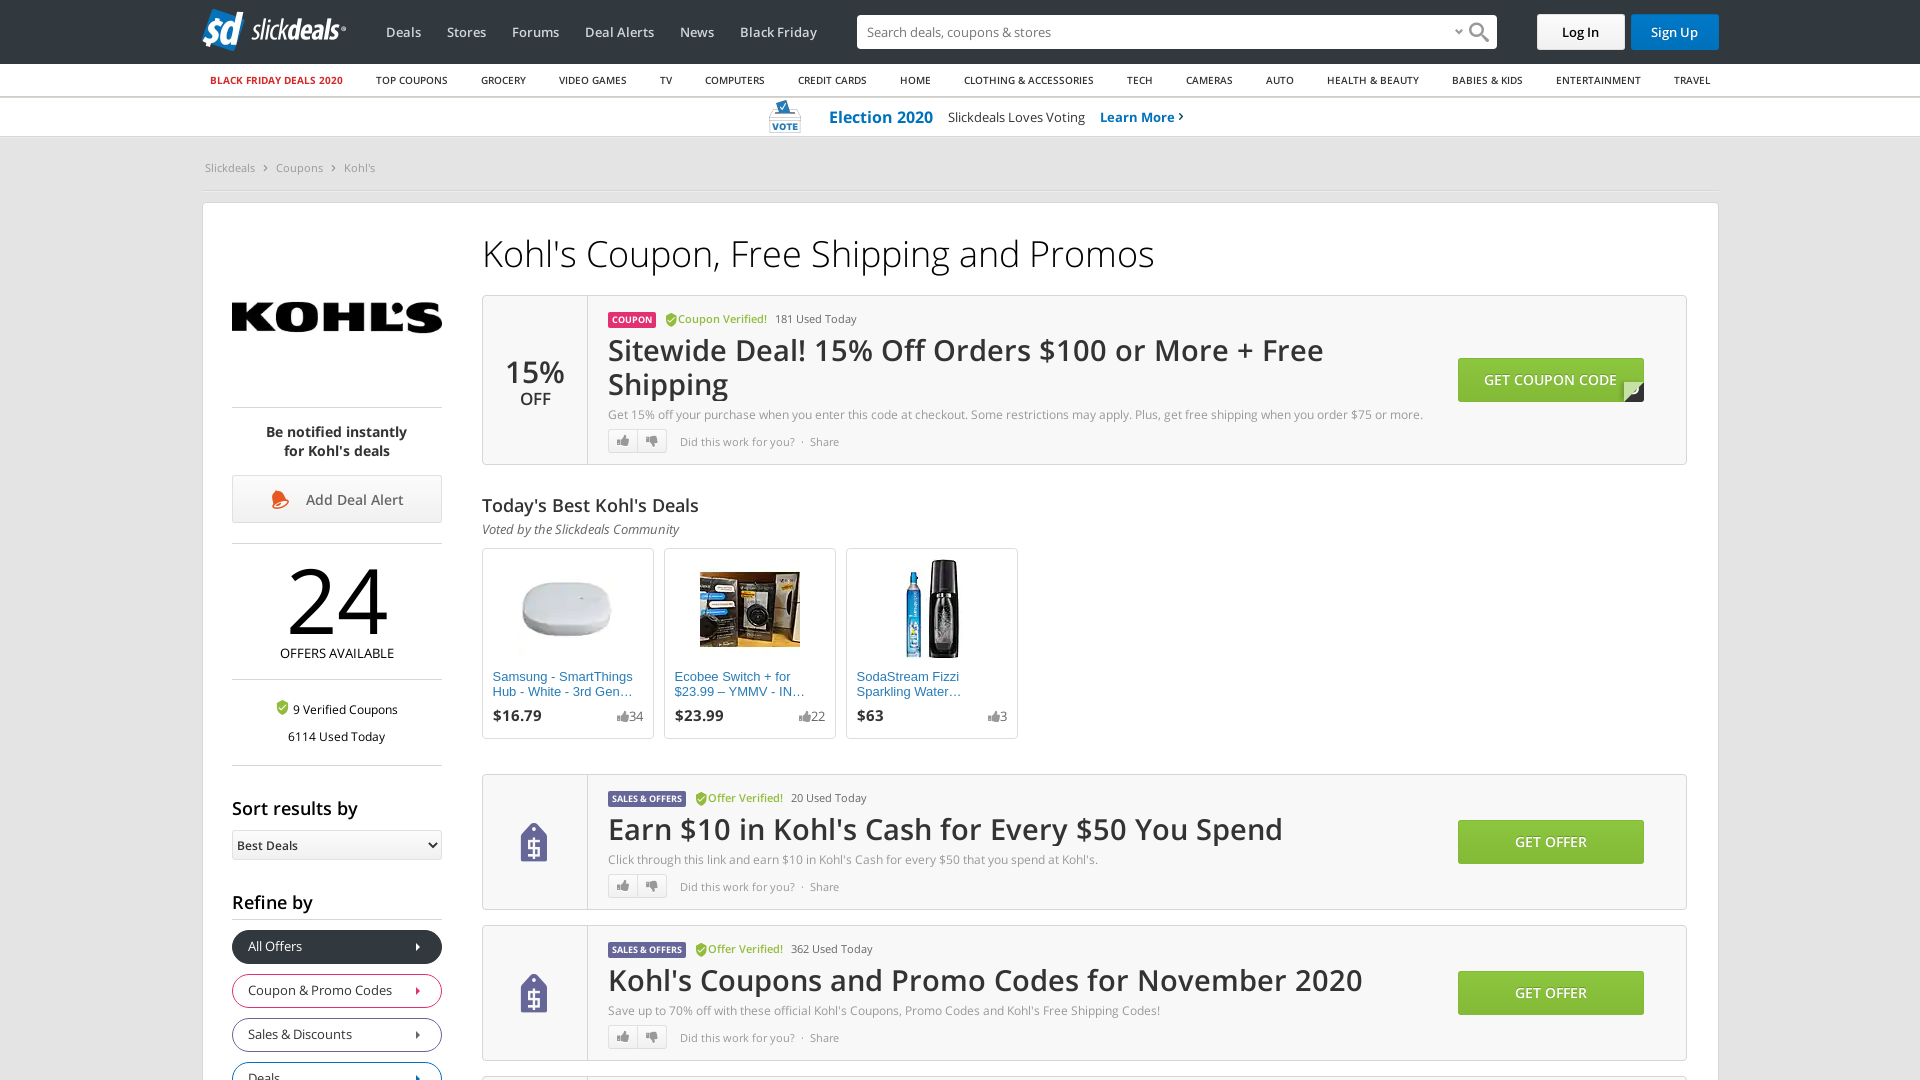 slickdeals
Deals
Stores
Forums
Deal Alerts
News
Black Friday
Search deals, coupons & stores
Log In
Sign Up
BLACK FRIDAY DEALS 2020
TOP COUPONS
GROCERY
VIDEO GAMES
TV
COMPUTERS
CREDIT CARDS
HOME
CLOTHING & ACCESSORIES
TECH
CAMERAS
AUTO
HEALTH & BEAUTY
BABIES & KIDS
ENTERTAINMENT
TRAVEL
VOTE
Election 2020
Slickdeals Loves Voting
Learn More
Slickdeals
Coupons
Kohl's
KOHL'S
Be notified instantly
for Kohl's deals
Add Deal Alert
24
OFFERS AVAILABLE
9 Verified Coupons
6114 Used Today
Sort results by
Best Deals
Refine by
All Offers
Coupon & Promo Codes
Sales & Discounts
Deals
Kohl's Coupon, Free Shipping and Promos
15%
OFF
COUPON
Coupon Verified!
181 Used Today
Sitewide Deal! 15% Off Orders $100 or More + Free
Shipping
Get 15% off your purchase when you enter this code at checkout. Some restrictions may apply. Plus, get free shipping when you order $75 or more.
Did this work for you? · Share
GET COUPON CODE
Today's Best Kohl's Deals
Voted by the Slickdeals Community
Samsung - SmartThings
Hub - White - 3rd Gen…
$16.79
34
Ecobee Switch + for
$23.99 – YMMV - IN…
$23.99
22
SodaStream Fizzi
Sparkling Water…
$63
3
SALES & OFFERS
Offer Verified!
20 Used Today
Earn $10 in Kohl's Cash for Every $50 You Spend
Click through this link and earn $10 in Kohl's Cash for every $50 that you spend at Kohl's.
Did this work for you? · Share
GET OFFER
SALES & OFFERS
Offer Verified!
362 Used Today
Kohl's Coupons and Promo Codes for November 2020
Save up to 70% off with these official Kohl's Coupons, Promo Codes and Kohl's Free Shipping Codes!
Did this work for you? · Share
GET OFFER